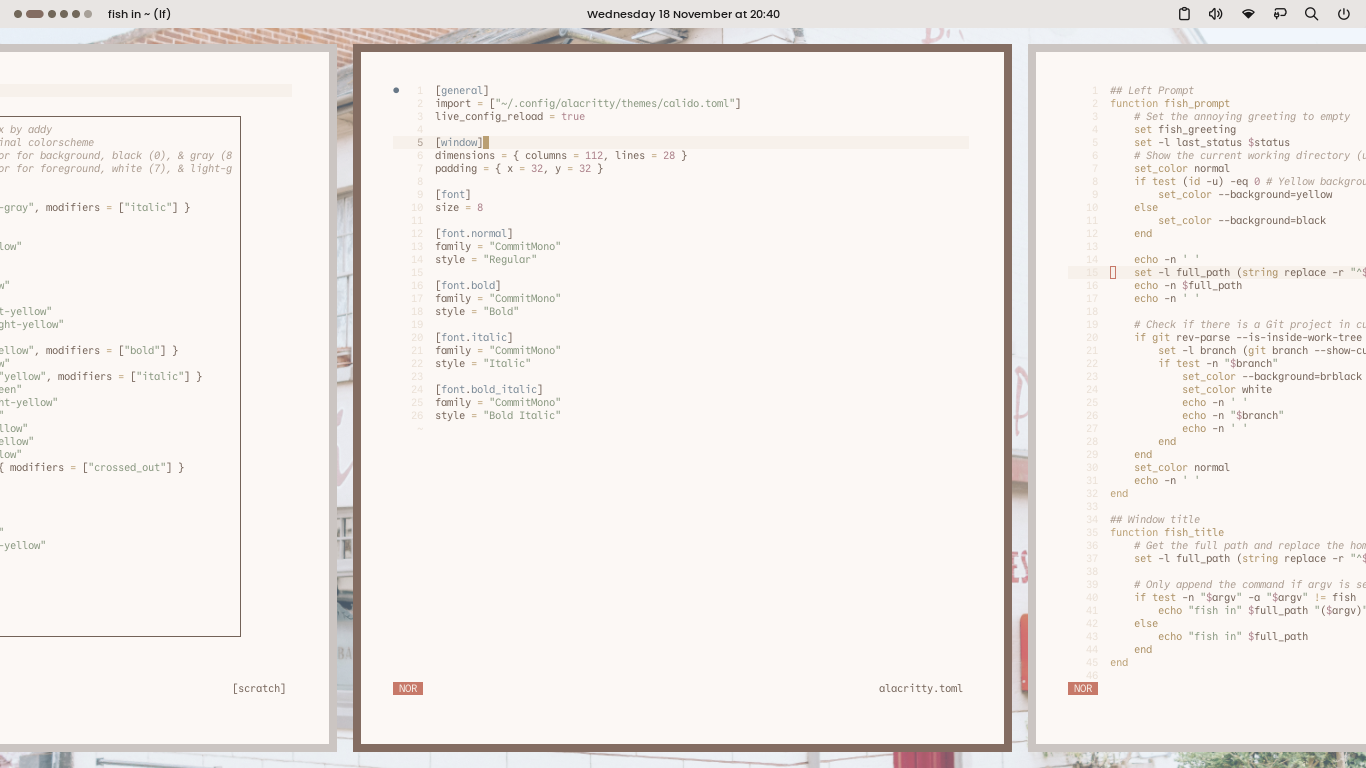 fish in ~ (lf)
Wednesday 18 November at 20:40
x by addy
inal colorscheme
or for background, black (0), & gray (8
or for foreground, white (7), & light-g
-gray", modifiers = ["italic"] }
low"
w"
t-yellow"
ght-yellow"
ellow", modifiers = ["bold"] }
w"
"yellow", modifiers = ["italic"] }
een"
ht-yellow"
"
llow"
ellow"
low"
{ modifiers = ["crossed_out"] }
"
-yellow"
[scratch]
1 [general]
2 import = ["~/.config/alacritty/themes/calido.toml"]
3 live_config_reload = true
4
5 [window]
6 dimensions = { columns = 112, lines = 28 }
7 padding = { x = 32, y = 32 }
8
9 [font]
10 size = 8
11
12 [font.normal]
13 family = "CommitMono"
14 style = "Regular"
15
16 [font.bold]
17 family = "CommitMono"
18 style = "Bold"
19
20 [font.italic]
21 family = "CommitMono"
22 style = "Italic"
23
24 [font.bold_italic]
25 family = "CommitMono"
26 style = "Bold Italic"
~
NOR alacritty.toml
1 ## Left Prompt
2 function fish_prompt
3 # Set the annoying greeting to empty
4 set fish_greeting
5 set -l last_status $status
6 # Show the current working directory (u
7 set_color normal
8 if test (id -u) -eq 0 # Yellow backgrou
9 set_color --background=yellow
10 else
11 set_color --background=black
12 end
13
14 echo -n ' '
15 set -l full_path (string replace -r "^$
16 echo -n $full_path
17 echo -n ' '
18
19 # Check if there is a Git project in cu
20 if git rev-parse --is-inside-work-tree
21 set -l branch (git branch --show-cu
22 if test -n "$branch"
23 set_color --background=brblack
24 set_color white
25 echo -n ' '
26 echo -n "$branch"
27 echo -n ' '
28 end
29 end
30 set_color normal
31 echo -n ' '
32 end
33
34 ## Window title
35 function fish_title
36 # Get the full path and replace the hom
37 set -l full_path (string replace -r "^$
38
39 # Only append the command if argv is se
40 if test -n "$argv" -a "$argv" != fish
41 echo "fish in" $full_path "($argv)"
42 else
43 echo "fish in" $full_path
44 end
45 end
46
NOR